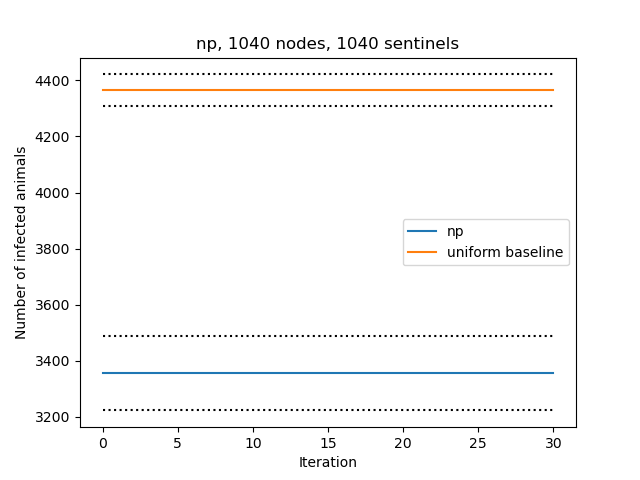 np, 1040 nodes, 1040 sentinels
Number of infected animals
4400
4200
4000
3800
3600
3400
3200
np
uniform baseline
0 5 10 15 20 25 30
Iteration